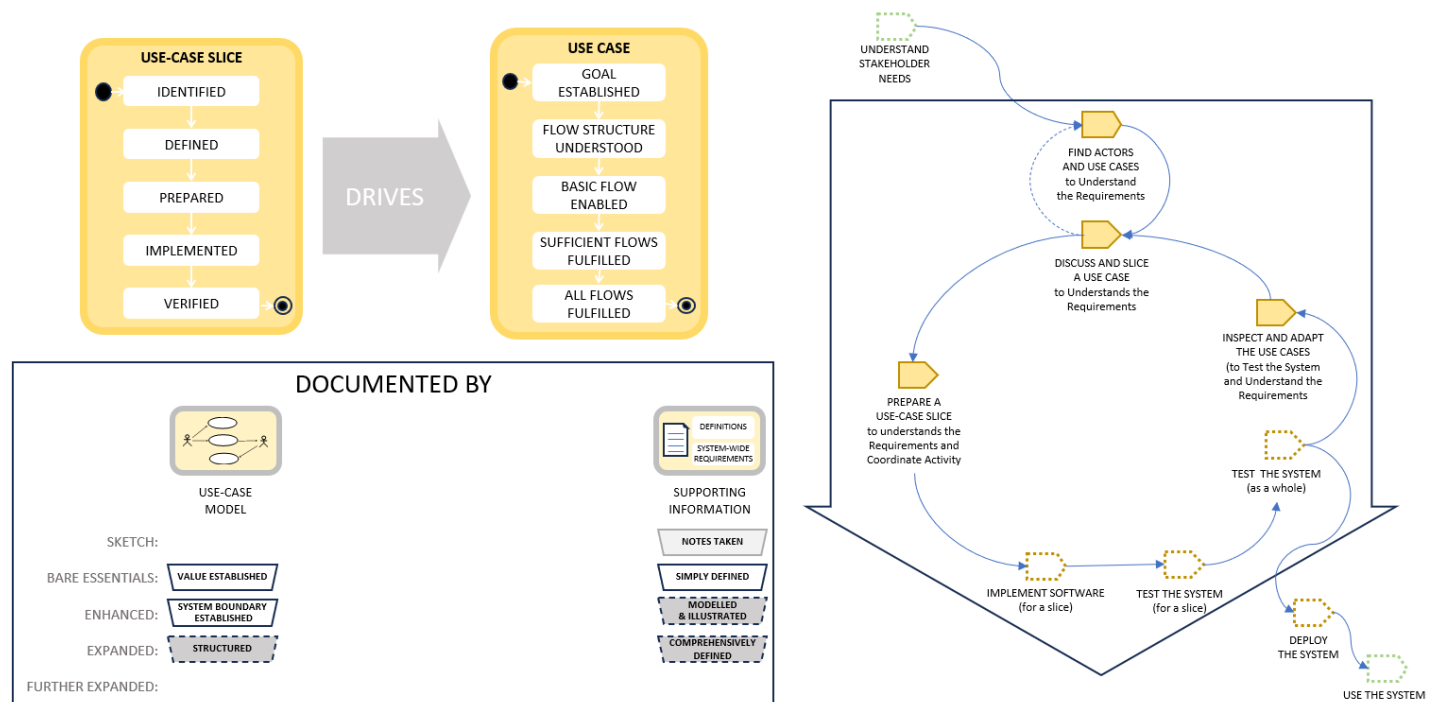 USE-CASE SLICE
IDENTIFIED
DEFINED
PREPARED
IMPLEMENTED
VERIFIED
DRIVES
USE CASE
GOAL
ESTABLISHED
FLOW STRUCTURE
UNDERSTOOD
BASIC FLOW
ENABLED
SUFFICIENT FLOWS
FULFILLED
ALL FLOWS
FULFILLED
DOCUMENTED BY
DEFINITIONS
SYSTEM-WIDE
REQUIREMENTS
USE-CASE
MODEL
SUPPORTING
INFORMATION
SKETCH:
NOTES TAKEN
BARE ESSENTIALS:
VALUE ESTABLISHED
SIMPLY DEFINED
ENHANCED:
SYSTEM BOUNDARY
ESTABLISHED
MODELLED
& ILLUSTRATED
EXPANDED:
STRUCTURED
COMPREHENSIVELY
DEFINED
FURTHER EXPANDED:
UNDERSTAND
STAKEHOLDER
NEEDS
FIND ACTORS
AND USE CASES
to Understand
the Requirements
DISCUSS AND SLICE
A USE CASE
to Understands the
Requirements
INSPECT AND ADAPT
THE USE CASES
(to Test the System
and Understand the
Requirements
PREPARE A
USE-CASE SLICE
to understands the
Requirements and
Coordinate Activity
TEST THE SYSTEM
(as a whole)
IMPLEMENT SOFTWARE
(for a slice)
TEST THE SYSTEM
(for a slice)
DEPLOY
THE SYSTEM
USE THE SYSTEM